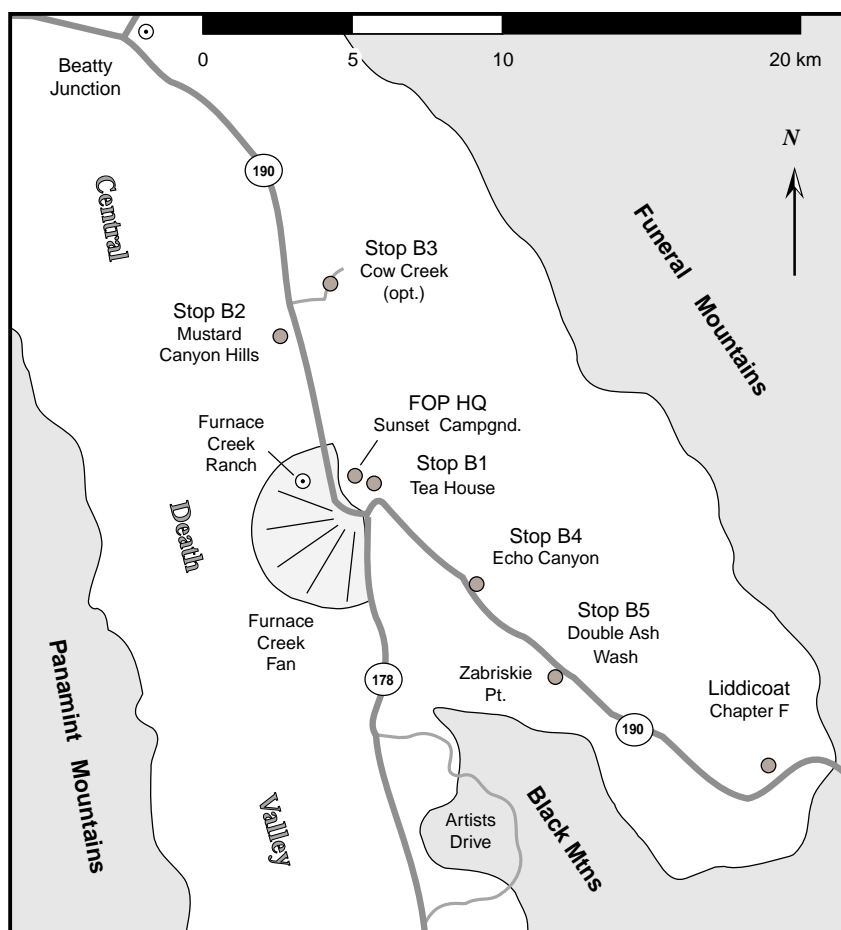 0
5
10
20 km
Beatty
Junction
N
190
Central
Funeral Mountains
Stop B3
Cow Creek
(opt.)
Stop B2
Mustard
Canyon Hills
FOP HQ
Sunset Campgnd.
Furnace
Creek
Ranch
Stop B1
Tea House
Death
Stop B4
Echo Canyon
Furnace
Creek
Fan
Stop B5
Double Ash
Wash
Panamint Mountains
178
Zabriskie
Pt.
Liddicoat
Chapter F
190
Valley
Artists
Drive
Black Mtns